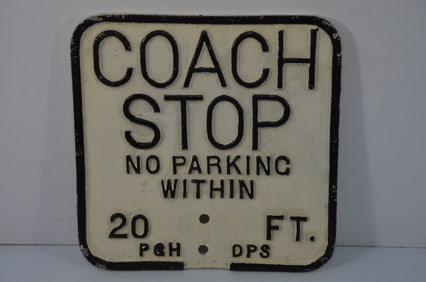 COACH
STOP
NO PARKING
WITHIN
20 FT.
PGH DPS